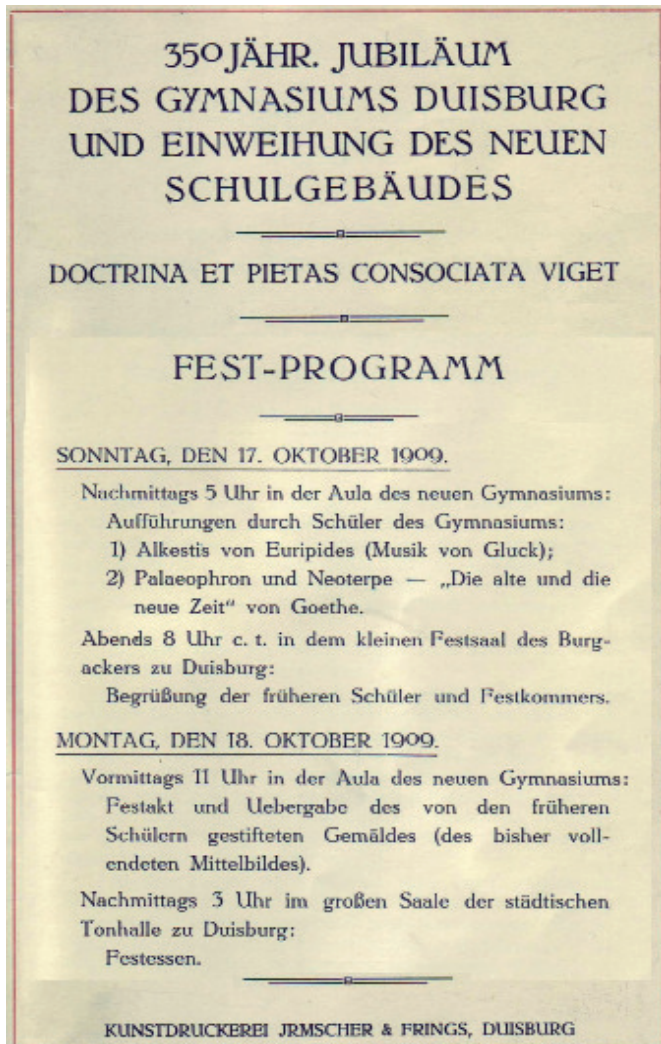 350 JÄHR. JUBILÄUM
DES GYMNASIUMS DUISBURG
UND EINWEIHUNG DES NEUEN
SCHULGEBÄUDES
DOCTRINA ET PIETAS CONSOCIATA VIGET
FEST-PROGRAMM
SONNTAG, DEN 17. OKTOBER 1909.
Nachmittags 5 Uhr in der Aula des neuen Gymnasiums:
Aufführungen durch Schüler des Gymnasiums:
1) Alkestis von Euripides (Musik von Gluck);
2) Palaeophron und Neoterpe — „Die alte und die
neue Zeit“ von Goethe.
Abends 8 Uhr c. t. in dem kleinen Festsaal des Burg-
ackers zu Duisburg:
Begrüßung der früheren Schüler und Festkommers.
MONTAG, DEN 18. OKTOBER 1909.
Vormittags 11 Uhr in der Aula des neuen Gymnasiums:
Festakt und Uebergabe des von den früheren
Schülern gestifteten Gemäldes (des bisher voll-
endeten Mittelbildes).
Nachmittags 3 Uhr im großen Saale der städtischen
Tonhalle zu Duisburg:
Festessen.
KUNSTDRUCKEREI JRMSCHER & FRINGS, DUISBURG